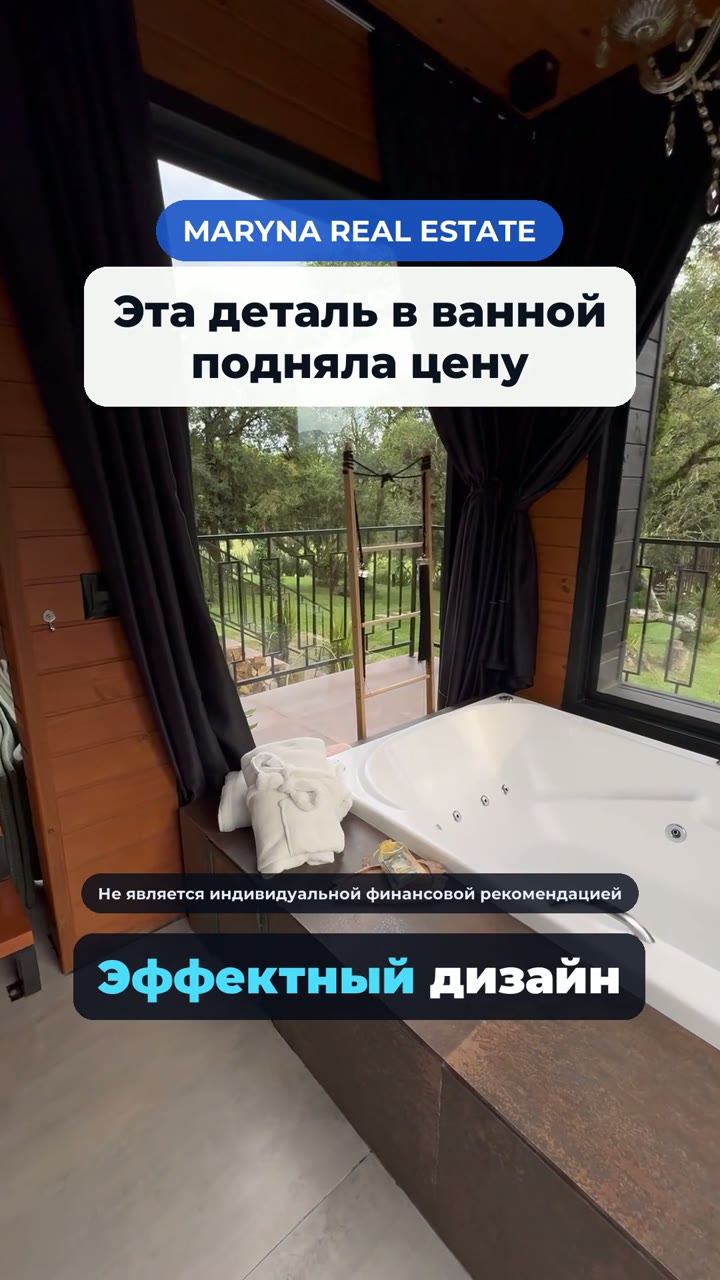 MARYNA REAL ESTATE
Эта деталь в ванной
подняла цену
Не является индивидуальной финансовой рекомендацией
Эффектный дизайн